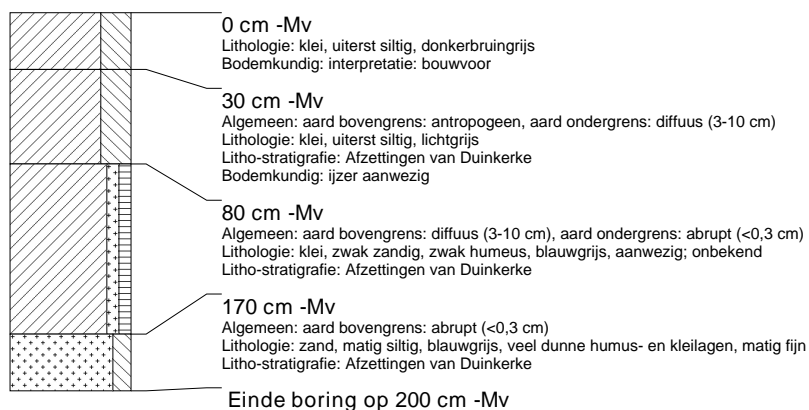 0 cm -Mv
Lithologie: klei, uiterst siltig, donkerbruingrijs
Bodemkundig: interpretatie: bouwvoor
30 cm -Mv
Algemeen: aard bovengrens: antropogeen, aard ondergrens: diffuus (3-10 cm)
Lithologie: klei, uiterst siltig, lichtgrijs
Litho-stratigrafie: Afzettingen van Duinkerke
Bodemkundig: ijzer aanwezig
80 cm -Mv
Algemeen: aard bovengrens: diffuus (3-10 cm), aard ondergrens: abrupt (<0,3 cm)
Lithologie: klei, zwak zandig, zwak humeus, blauwgrijs, aanwezig; onbekend
Litho-stratigrafie: Afzettingen van Duinkerke
170 cm -Mv
Algemeen: aard bovengrens: abrupt (<0,3 cm)
Lithologie: zand, matig siltig, blauwgrijs, veel dunne humus- en kleilagen, matig fijn
Litho-stratigrafie: Afzettingen van Duinkerke
Einde boring op 200 cm -Mv